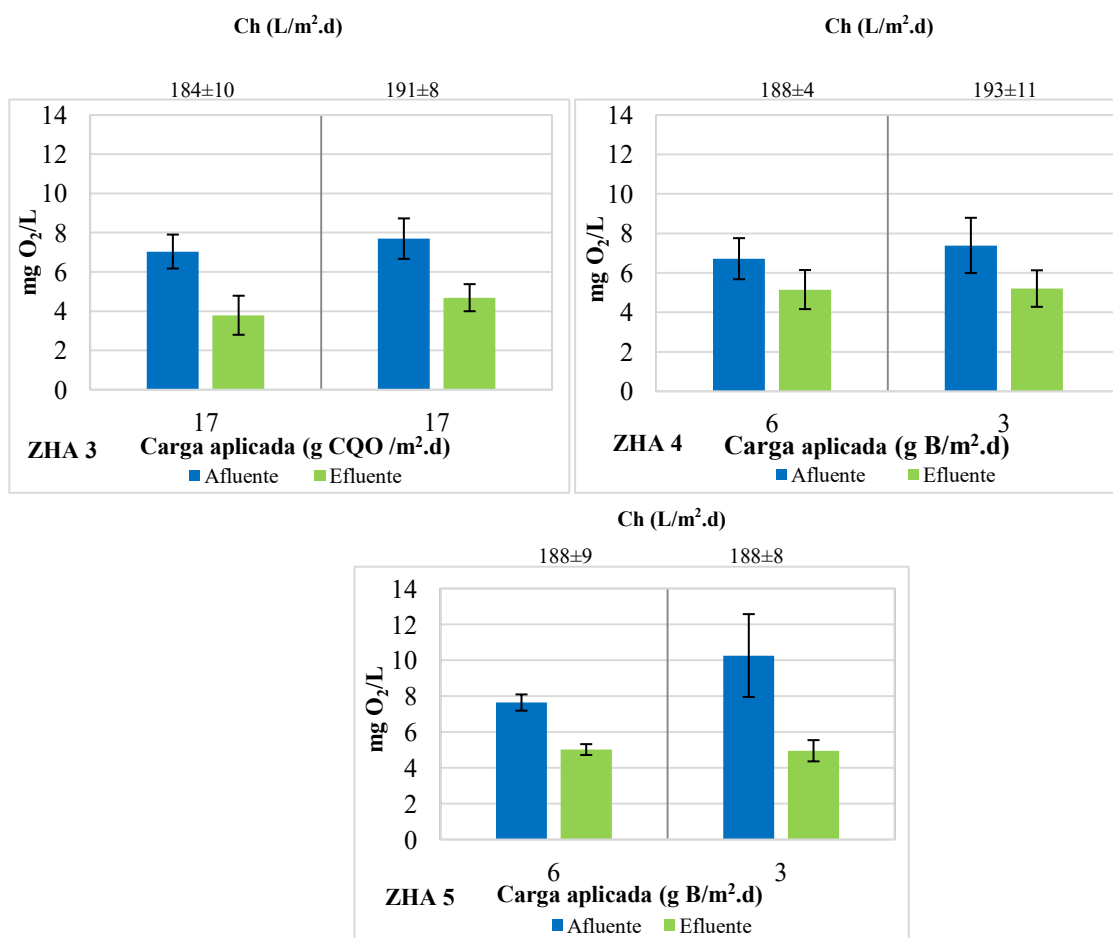 Ch (L/m².d)
184±10 191±8
mg O₂/L
14
12
10
8
6
4
2
0
17 17
ZHA 3 Carga aplicada (g CQO /m².d)
Afluente Efluente
Ch (L/m².d)
188±4 193±11
mg O₂/L
14
12
10
8
6
4
2
0
6 3
ZHA 4 Carga aplicada (g B/m².d)
Afluente Efluente
Ch (L/m².d)
188±9 188±8
mg O₂/L
14
12
10
8
6
4
2
0
6 3
ZHA 5 Carga aplicada (g B/m².d)
Afluente Efluente